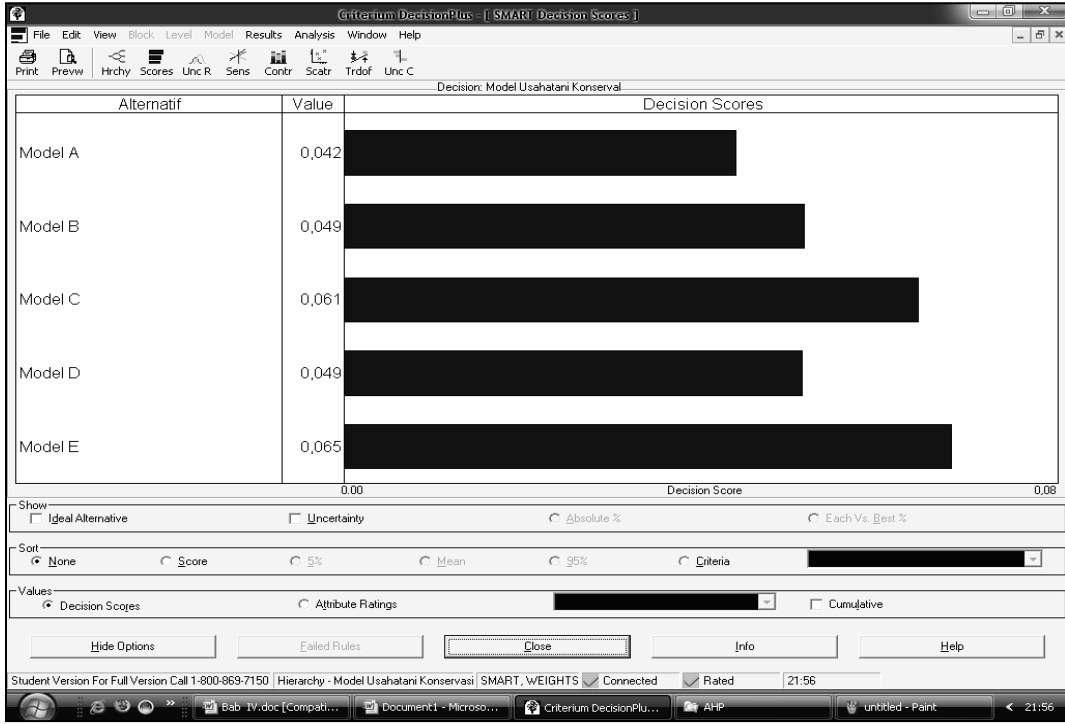 Criterium DecisionPlus - [ SMART Decision Scores ]
File Edit View Block Level Model Results Analysis Window Help
Print Prevw Hrchy Scores Unc R Sens Contr Scatr Trdof Unc C
Decision: Model Usahatani Konserval
Alternatif Value Decision Scores
Model A 0,042
Model B 0,049
Model C 0,061
Model D 0,049
Model E 0,065
0.00 Decision Score 0,08
Show
Ideal Alternative Uncertainty Absolute % Each Vs. Best %
Sort
None Score 5% Mean 95% Criteria
Values
Decision Scores Attribute Ratings Cumulative
Hide Options Failed Rules Close Info Help
Student Version For Full Version Call 1-800-869-7150 Hierarchy - Model Usahatani Konservasi SMART, WEIGHTS Connected Rated 21:56
Bab IV.doc [Compati... Document1 - Microso... Criterium DecisionPlu... AHP untitled - Paint 21:56